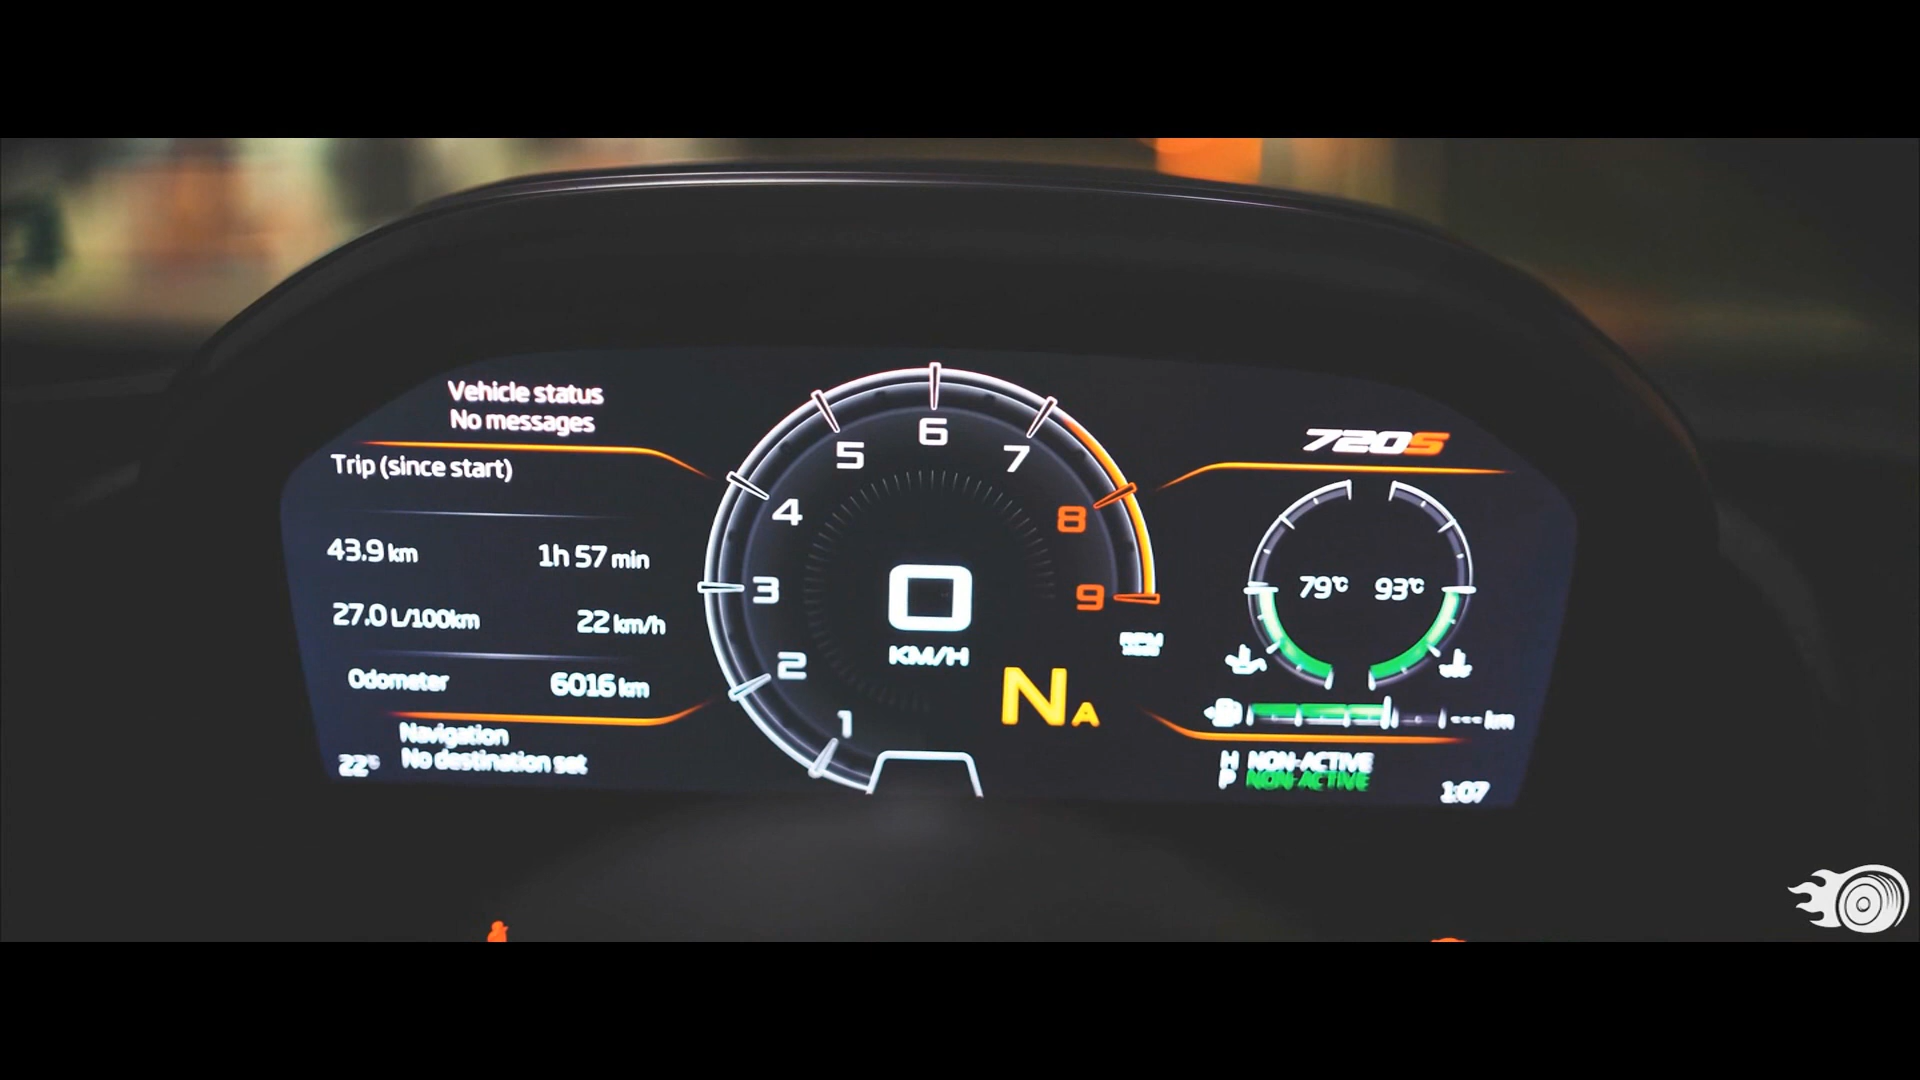 Vehicle status
No messages
Trip (since start)
43.9 km 1h 57 min
27.0 L/100km 22 km/h
Odometer 6016 km
Navigation
No destination set
22°C
1
2
3
4
5
6
7
8
9
RPM
0
KM/H
N A
720S
79°C 93°C
--- km
H NON-ACTIVE
P NON-ACTIVE
1:07